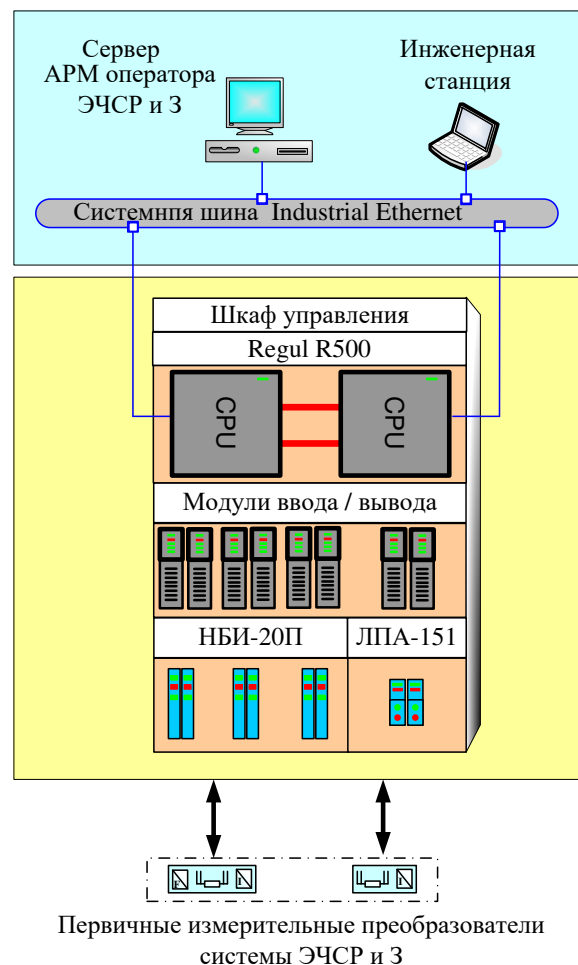 Сервер
АРМ оператора
ЭЧСР и З
Инженерная
станция
Системнпя шина Industrial Ethernet
Шкаф управления
Regul R500
CPU
CPU
Модули ввода / вывода
НБИ-20П
ЛПА-151
Первичные измерительные преобразователи
системы ЭЧСР и З